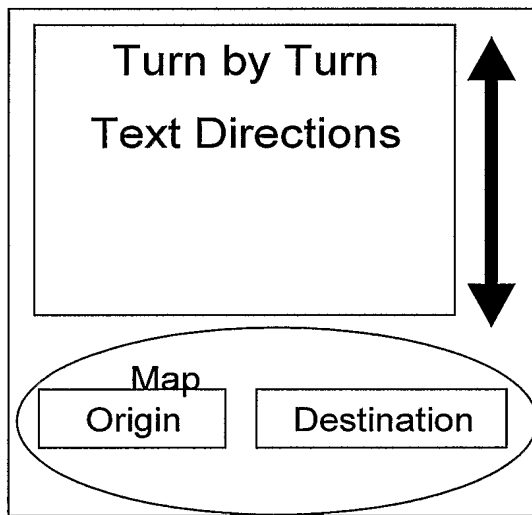 Turn by Turn
Text Directions
Map
Origin
Destination